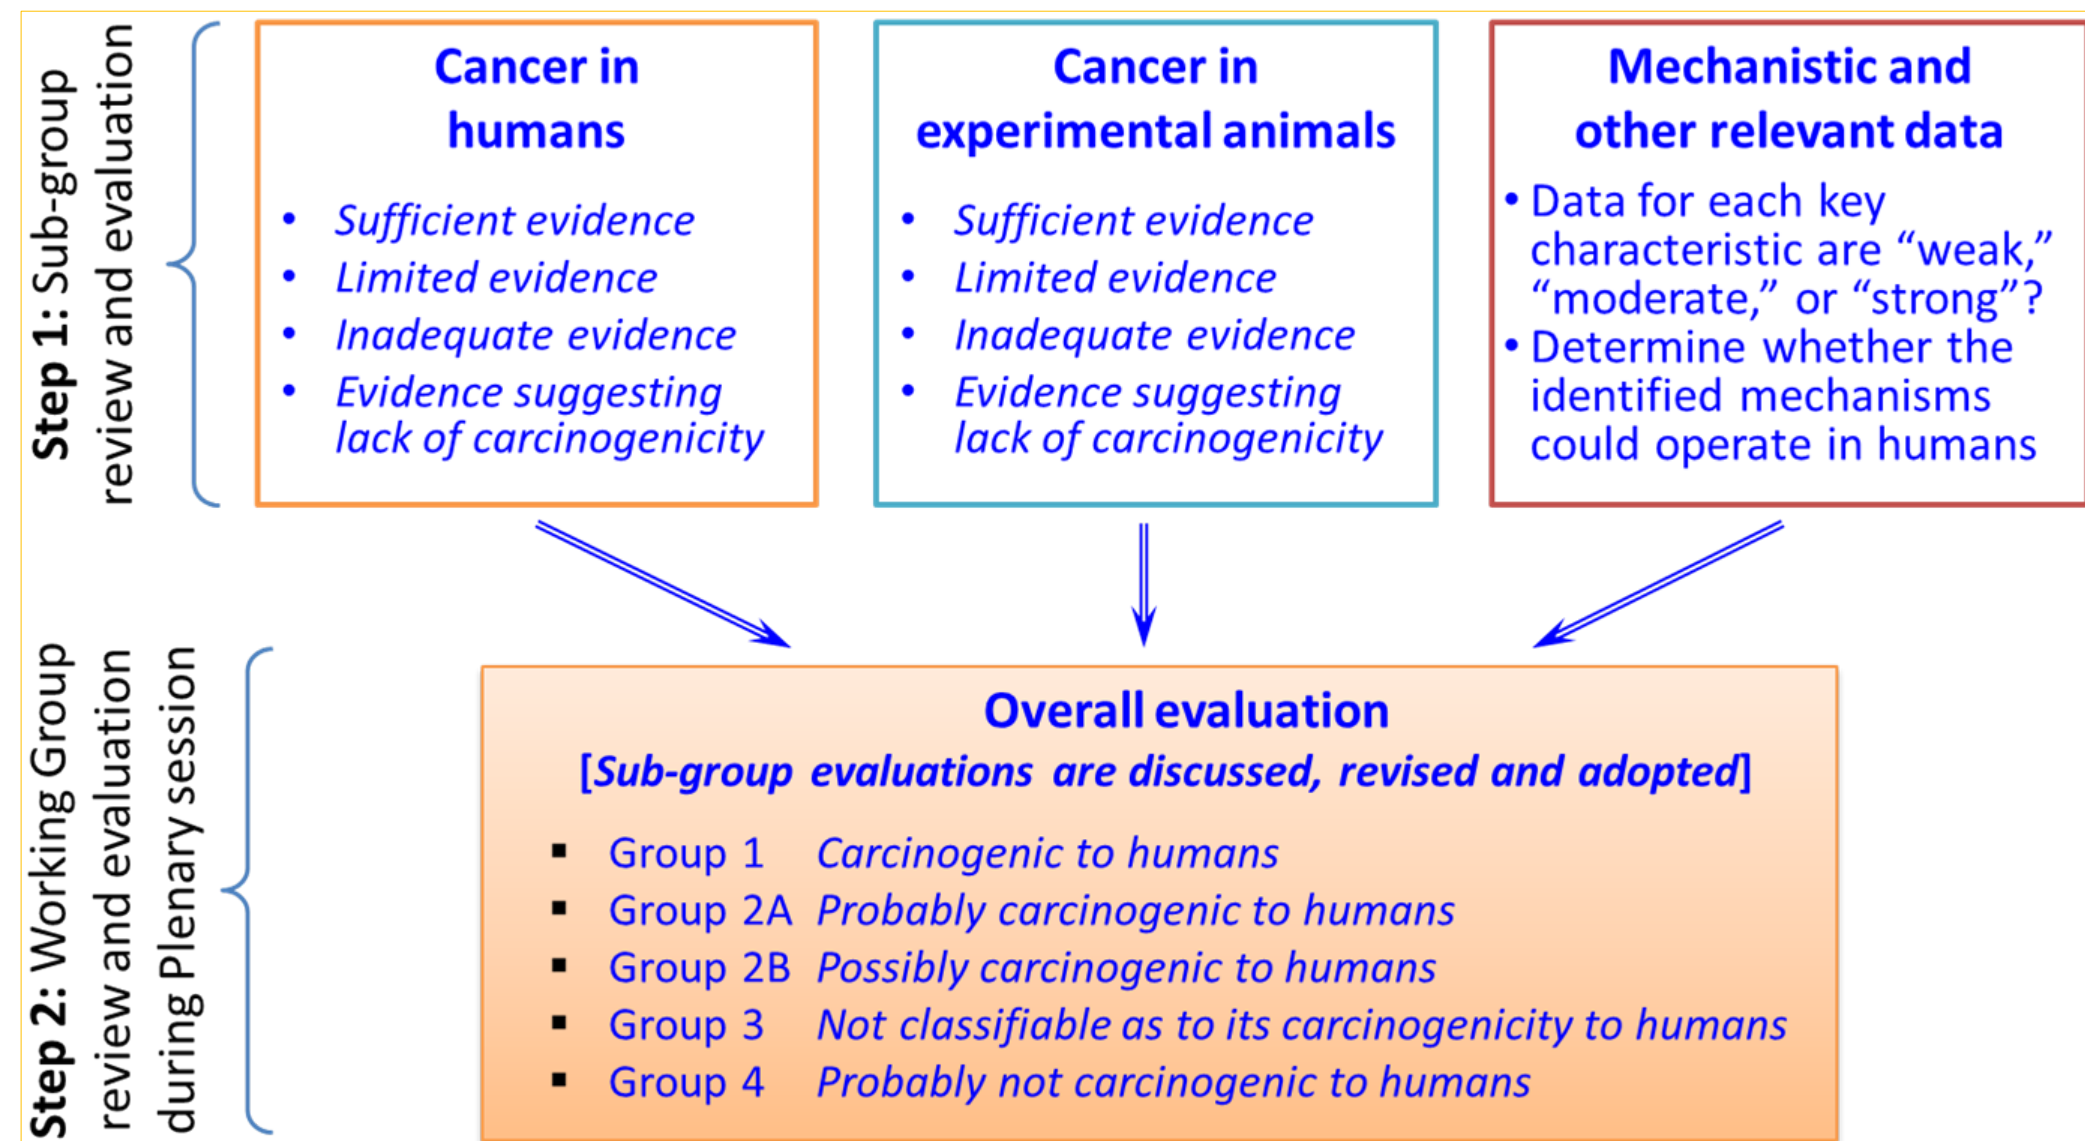 Step 1: Sub-group
review and evaluation
Cancer in
humans
• Sufficient evidence
• Limited evidence
• Inadequate evidence
• Evidence suggesting
lack of carcinogenicity
Cancer in
experimental animals
• Sufficient evidence
• Limited evidence
• Inadequate evidence
• Evidence suggesting
lack of carcinogenicity
Mechanistic and
other relevant data
• Data for each key
characteristic are “weak,”
“moderate,” or “strong”?
• Determine whether the
identified mechanisms
could operate in humans
Step 2: Working Group
review and evaluation
during Plenary session
Overall evaluation
[Sub-group evaluations are discussed, revised and adopted]
▪ Group 1 Carcinogenic to humans
▪ Group 2A Probably carcinogenic to humans
▪ Group 2B Possibly carcinogenic to humans
▪ Group 3 Not classifiable as to its carcinogenicity to humans
▪ Group 4 Probably not carcinogenic to humans